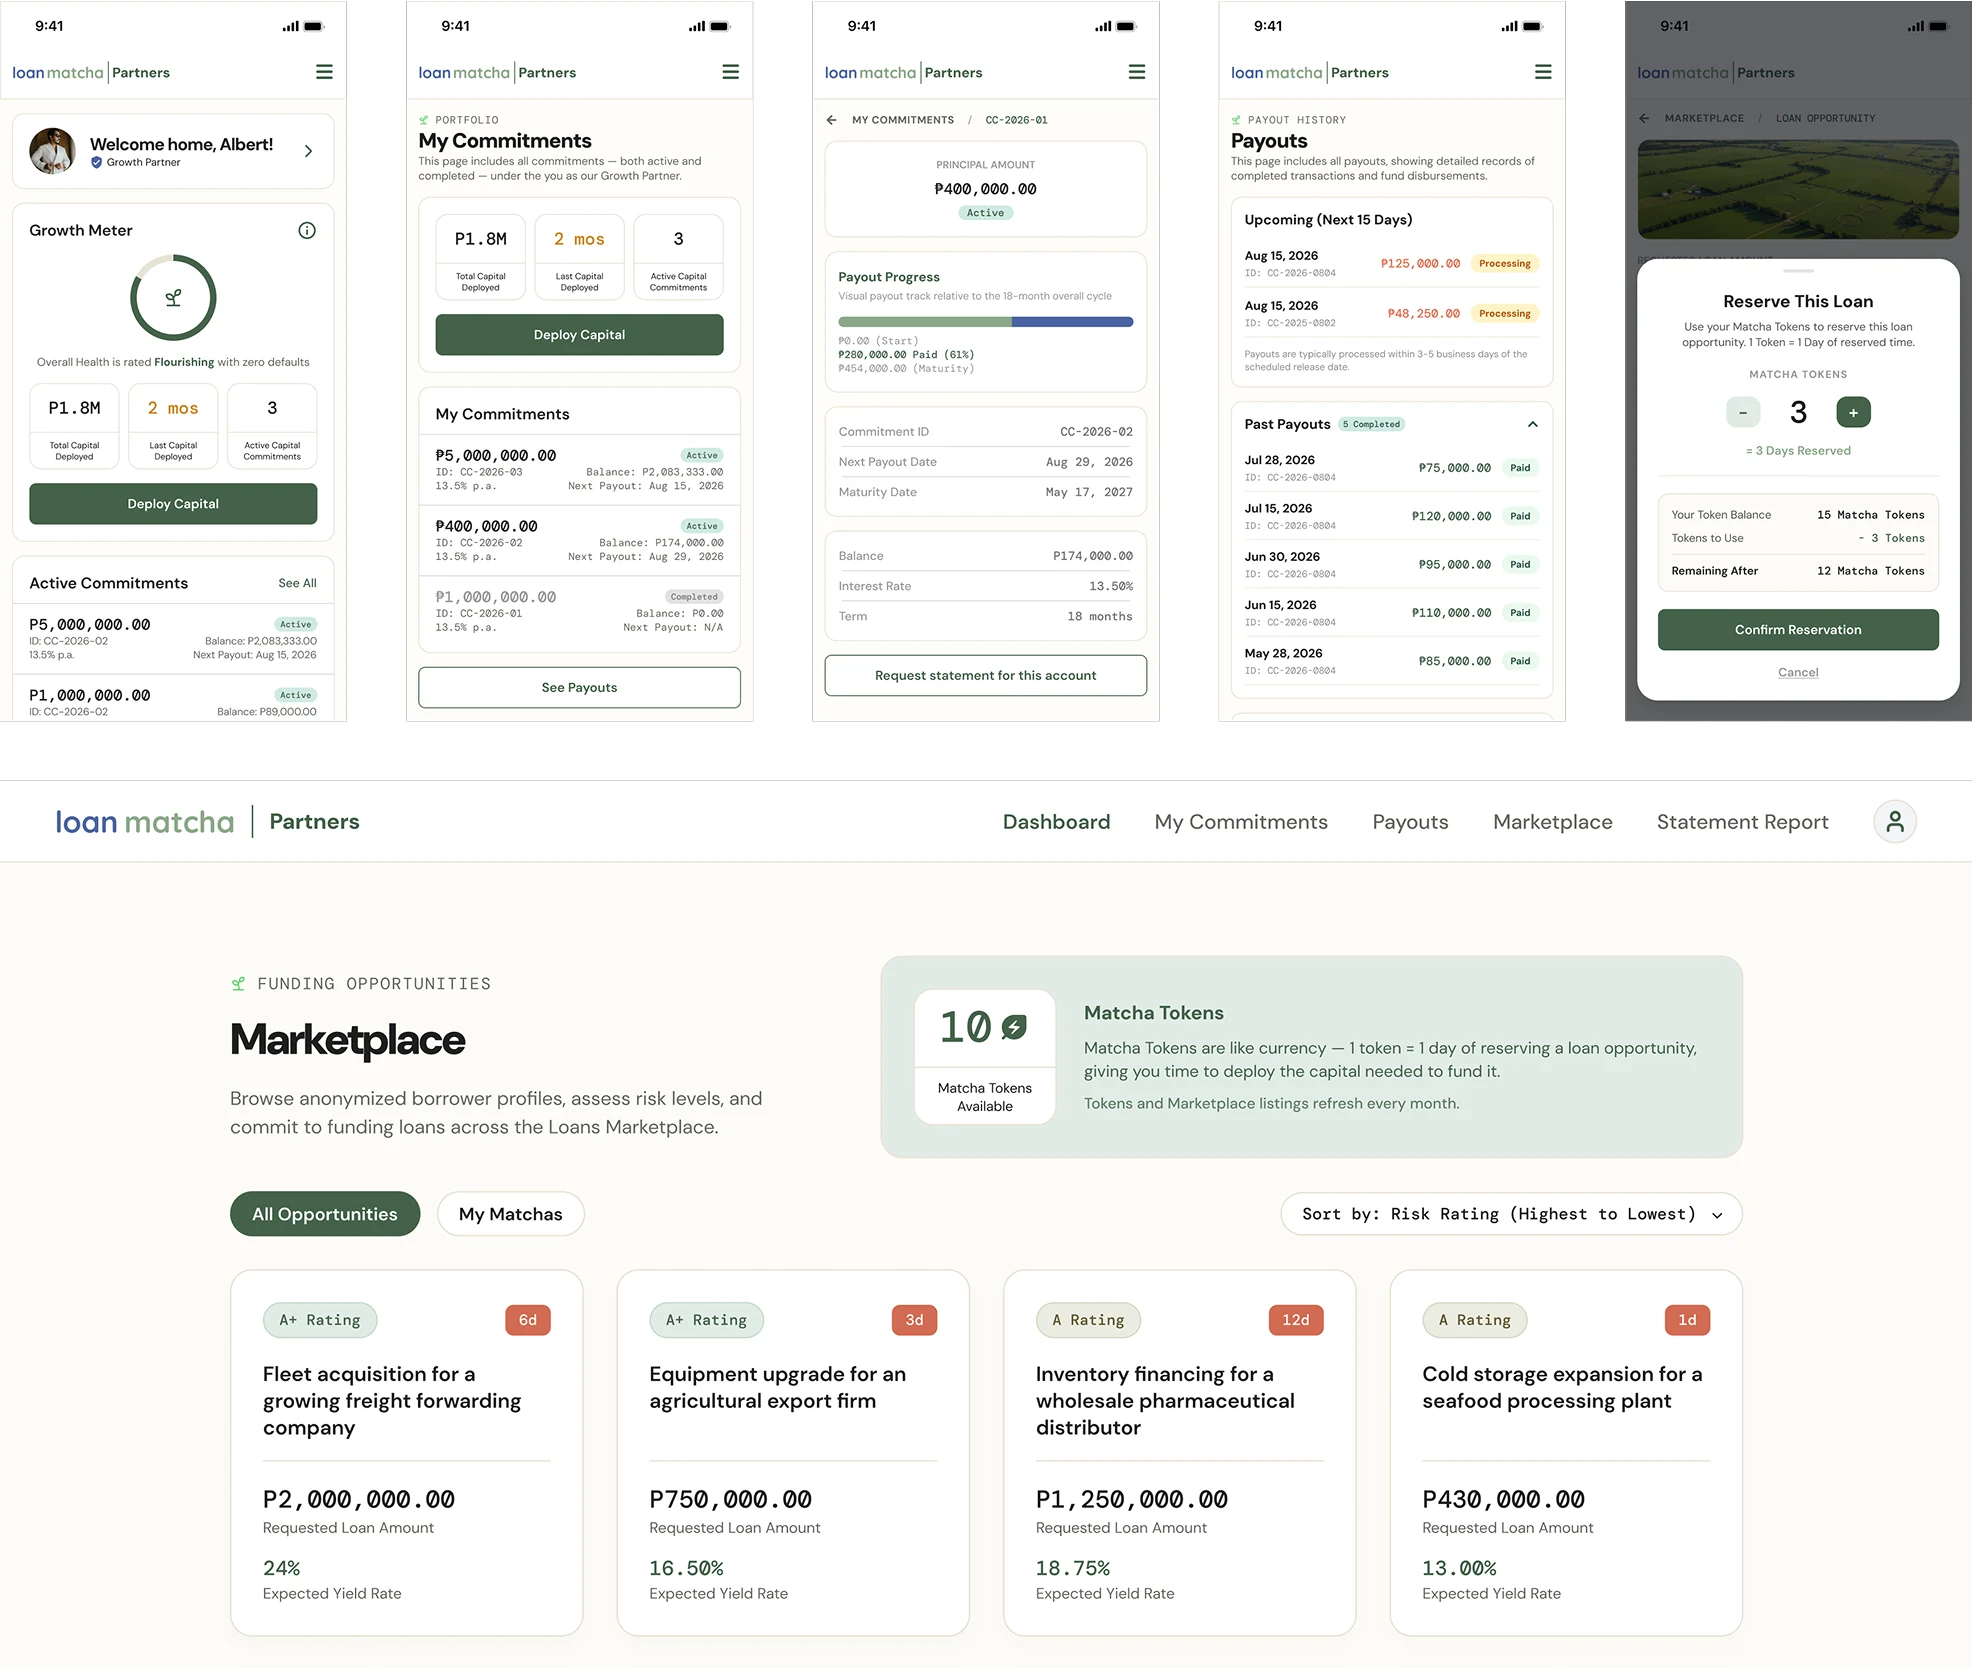 9:41
loan matcha | Partners
Welcome home, Albert!
Growth Partner
Growth Meter
Overall Health is rated Flourishing with zero defaults
P1.8M
Total Capital
Deployed
2 mos
Last Capital
Deployed
3
Active Capital
Commitments
Deploy Capital
Active Commitments See All
₱5,000,000.00 Active
ID: CC-2026-02 Balance: P2,083,333.00
13.5% p.a. Next Payout: Aug 15, 2026
₱1,000,000.00 Active
ID: CC-2026-02 Balance: P89,000.00
9:41
loan matcha | Partners
PORTFOLIO
My Commitments
This page includes all commitments — both active and
completed — under the you as our Growth Partner.
P1.8M
Total Capital
Deployed
2 mos
Last Capital
Deployed
3
Active Capital
Commitments
Deploy Capital
My Commitments
₱5,000,000.00 Active
ID: CC-2026-03 Balance: P2,083,333.00
13.5% p.a. Next Payout: Aug 15, 2026
₱400,000.00 Active
ID: CC-2026-02 Balance: P174,000.00
13.5% p.a. Next Payout: Aug 29, 2026
₱1,000,000.00 Completed
ID: CC-2026-01 Balance: P0.00
13.5% p.a. Next Payout: N/A
See Payouts
9:41
loan matcha | Partners
MY COMMITMENTS / CC-2026-01
PRINCIPAL AMOUNT
₱400,000.00
Active
Payout Progress
Visual payout track relative to the 18-month overall cycle
₱0.00 (Start)
₱280,000.00 Paid (61%)
₱454,000.00 (Maturity)
Commitment ID CC-2026-02
Next Payout Date Aug 29, 2026
Maturity Date May 17, 2027
Balance P174,000.00
Interest Rate 13.50%
Term 18 months
Request statement for this account
9:41
loan matcha | Partners
PAYOUT HISTORY
Payouts
This page includes all payouts, showing detailed records of
completed transactions and fund disbursements.
Upcoming (Next 15 Days)
Aug 15, 2026 ₱125,000.00 Processing
ID: CC-2026-0804
Aug 15, 2026 ₱48,250.00 Processing
ID: CC-2025-0802
Payouts are typically processed within 3-5 business days of the
scheduled release date.
Past Payouts 5 Completed
Jul 28, 2026 ₱75,000.00 Paid
ID: CC-2026-0804
Jul 15, 2026 ₱120,000.00 Paid
ID: CC-2026-0804
Jun 30, 2026 ₱95,000.00 Paid
ID: CC-2026-0804
Jun 15, 2026 ₱110,000.00 Paid
ID: CC-2026-0804
May 28, 2026 ₱85,000.00 Paid
ID: CC-2026-0804
9:41
loan matcha | Partners
MARKETPLACE / LOAN OPPORTUNITY
REQUESTED LOAN AMOUNT
Reserve This Loan
Use your Matcha Tokens to reserve this loan
opportunity. 1 Token = 1 Day of reserved time.
MATCHA TOKENS
- 3 +
= 3 Days Reserved
Your Token Balance 15 Matcha Tokens
Tokens to Use - 3 Tokens
Remaining After 12 Matcha Tokens
Confirm Reservation
Cancel
loan matcha | Partners
Dashboard My Commitments Payouts Marketplace Statement Report
FUNDING OPPORTUNITIES
Marketplace
Browse anonymized borrower profiles, assess risk levels, and
commit to funding loans across the Loans Marketplace.
10
Matcha Tokens
Available
Matcha Tokens
Matcha Tokens are like currency — 1 token = 1 day of reserving a loan opportunity,
giving you time to deploy the capital needed to fund it.
Tokens and Marketplace listings refresh every month.
All Opportunities My Matchas
Sort by: Risk Rating (Highest to Lowest)
A+ Rating 6d
Fleet acquisition for a
growing freight forwarding
company
P2,000,000.00
Requested Loan Amount
24%
Expected Yield Rate
A+ Rating 3d
Equipment upgrade for an
agricultural export firm
P750,000.00
Requested Loan Amount
16.50%
Expected Yield Rate
A Rating 12d
Inventory financing for a
wholesale pharmaceutical
distributor
P1,250,000.00
Requested Loan Amount
18.75%
Expected Yield Rate
A Rating 1d
Cold storage expansion for a
seafood processing plant
P430,000.00
Requested Loan Amount
13.00%
Expected Yield Rate